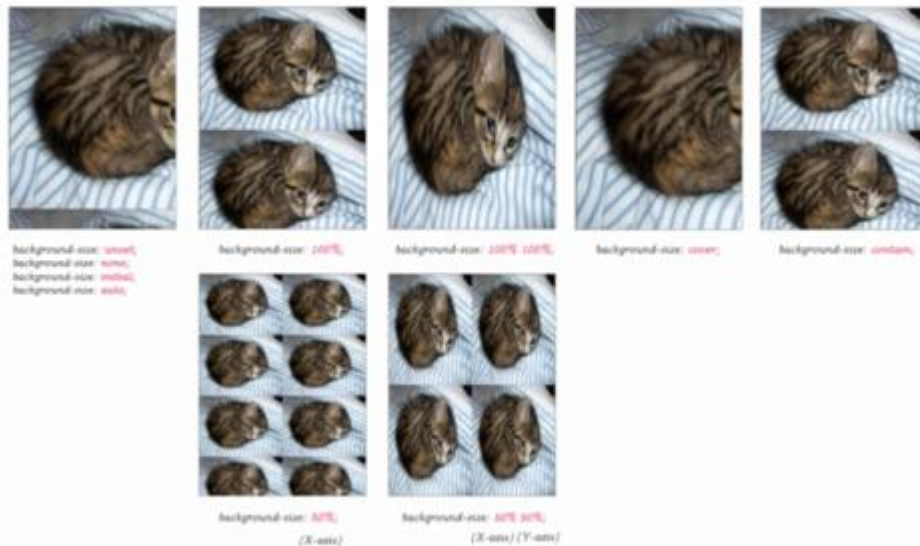 background-size: unset;
background-size: none;
background-size: initial;
background-size: auto;
background-size: 100%;
background-size: 100% 100%;
background-size: cover;
background-size: contain;
background-size: 50%;
(X-axis)
background-size: 50% 50%;
(X-axis) (Y-axis)